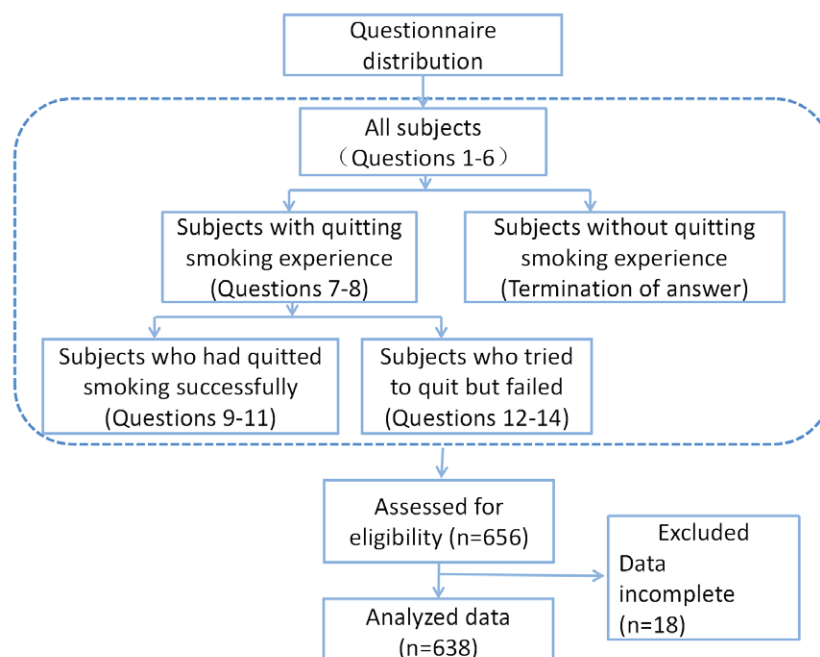 Questionnaire
distribution
All subjects
（Questions 1-6）
Subjects with quitting
smoking experience
(Questions 7-8)
Subjects without quitting
smoking experience
(Termination of answer)
Subjects who had quitted
smoking successfully
(Questions 9-11)
Subjects who tried
to quit but failed
(Questions 12-14)
Assessed for
eligibility (n=656)
Excluded
Data
incomplete
(n=18)
Analyzed data
(n=638)